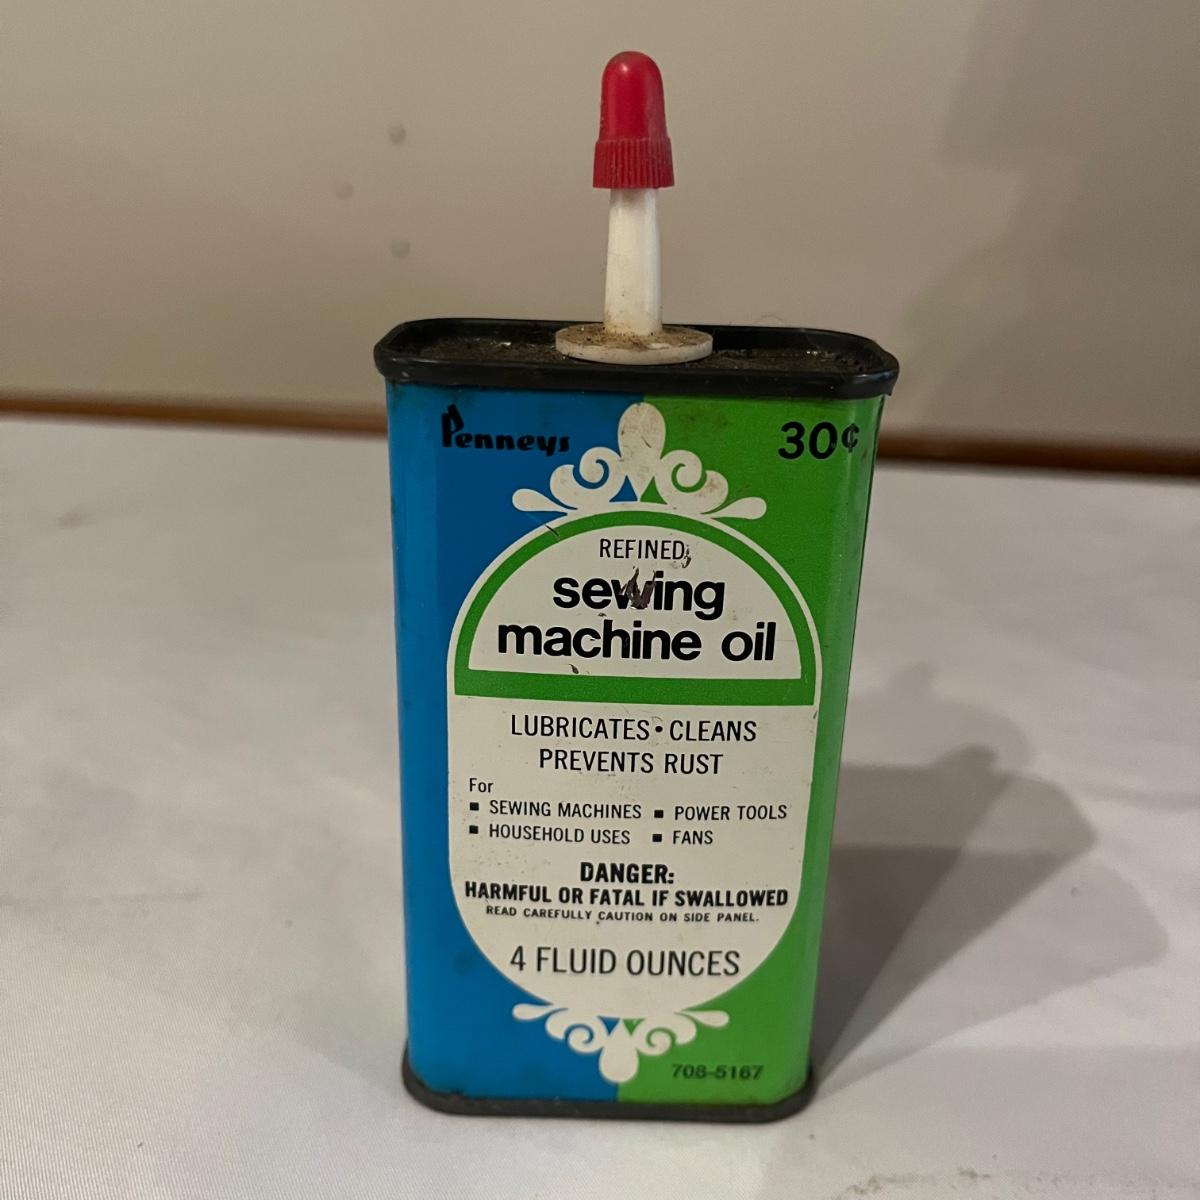 Penneys
30¢
REFINED
sewing
machine oil
LUBRICATES • CLEANS
PREVENTS RUST
For
■ SEWING MACHINES ■ POWER TOOLS
■ HOUSEHOLD USES ■ FANS
DANGER:
HARMFUL OR FATAL IF SWALLOWED
READ CAREFULLY CAUTION ON SIDE PANEL.
4 FLUID OUNCES
708-5167